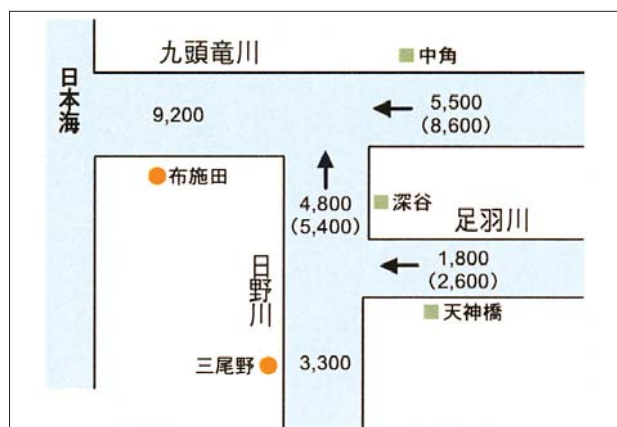 九頭竜川
中角
日本海
9,200
5,500
(8,600)
布施田
4,800
(5,400)
深谷
足羽川
日野川
1,800
(2,600)
天神橋
三尾野
3,300